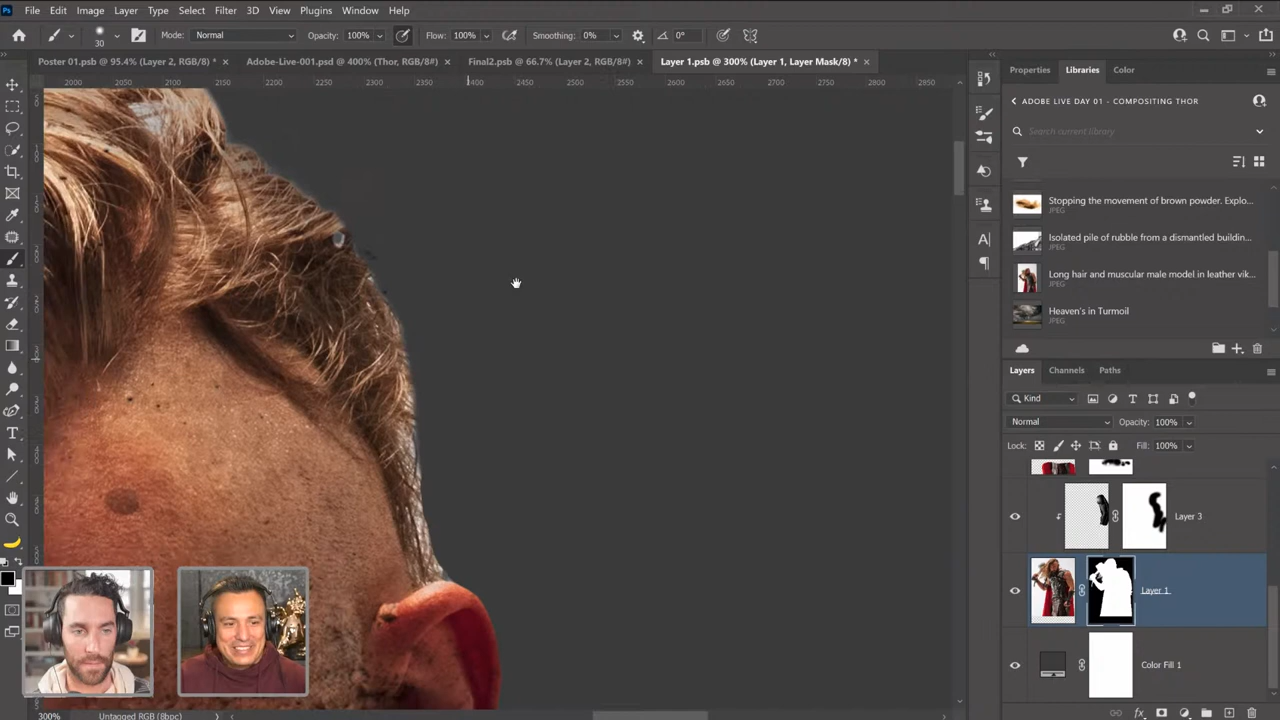 Ps File Edit Image Layer Type Select Filter 3D View Plugins Window Help
30 Mode: Normal Opacity: 100% Flow: 100% Smoothing: 0% 0°
Poster 01.psb @ 95.4% (Layer 2, RGB/8) * × Adobe-Live-001.psd @ 400% (Thor, RGB/8#) × Final2.psb @ 66.7% (Layer 2, RGB/8#) × Layer 1.psb @ 300% (Layer 1, Layer Mask/8) * ×
2000 2050 2100 2150 2200 2250 2300 2350 2400 2450 2500 2550 2600 2650 2700 2750 2800 2850
Properties Libraries Color
ADOBE LIVE DAY 01 - COMPOSITING THOR
Search current library
Stopping the movement of brown powder. Explo...
JPEG
Isolated pile of rubble from a dismantled buildin...
JPEG
Long hair and muscular male model in leather vik...
JPEG
Heaven's in Turmoil
JPEG
Layers Channels Paths
Kind
Normal Opacity: 100%
Lock: Fill: 100%
Layer 3
Layer 1
Color Fill 1
300% Untagged RGB (8bpc)